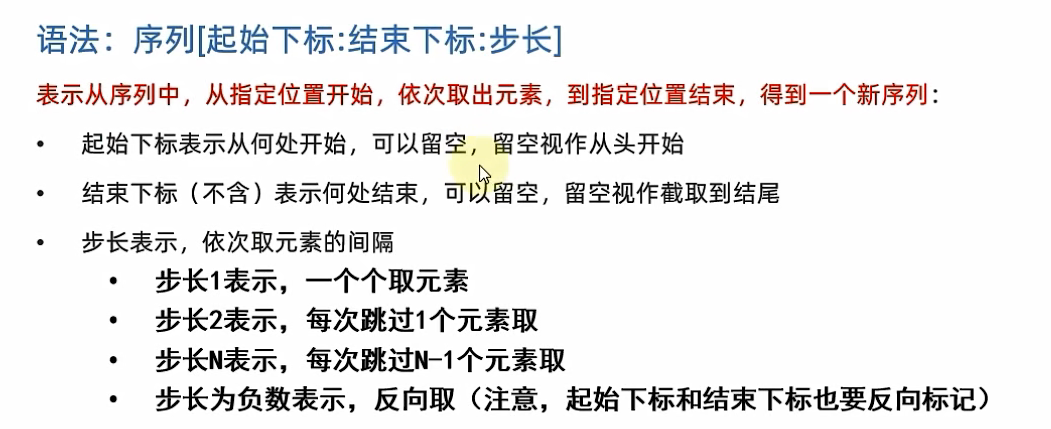 语法：序列[起始下标:结束下标:步长]
表示从序列中，从指定位置开始，依次取出元素，到指定位置结束，得到一个新序列：
• 起始下标表示从何处开始，可以留空，留空视作从头开始
• 结束下标（不含）表示何处结束，可以留空，留空视作截取到结尾
• 步长表示，依次取元素的间隔
• 步长1表示，一个个取元素
• 步长2表示，每次跳过1个元素取
• 步长N表示，每次跳过N-1个元素取
• 步长为负数表示，反向取（注意，起始下标和结束下标也要反向标记）